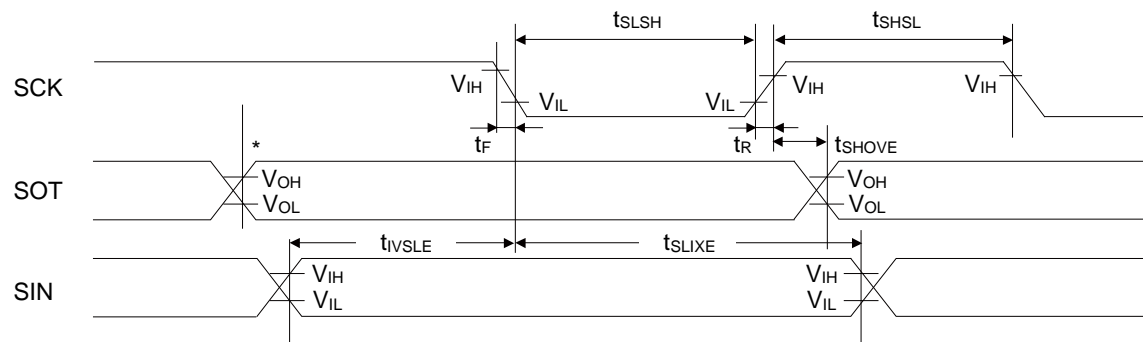 tSLSH
tSHSL
SCK
VIH
VIL
VIL
VIH
VIH
tF
tR
tSHOVE
*
SOT
VOH
VOL
VOH
VOL
tIVSLE
tSLIXE
SIN
VIH
VIL
VIH
VIL